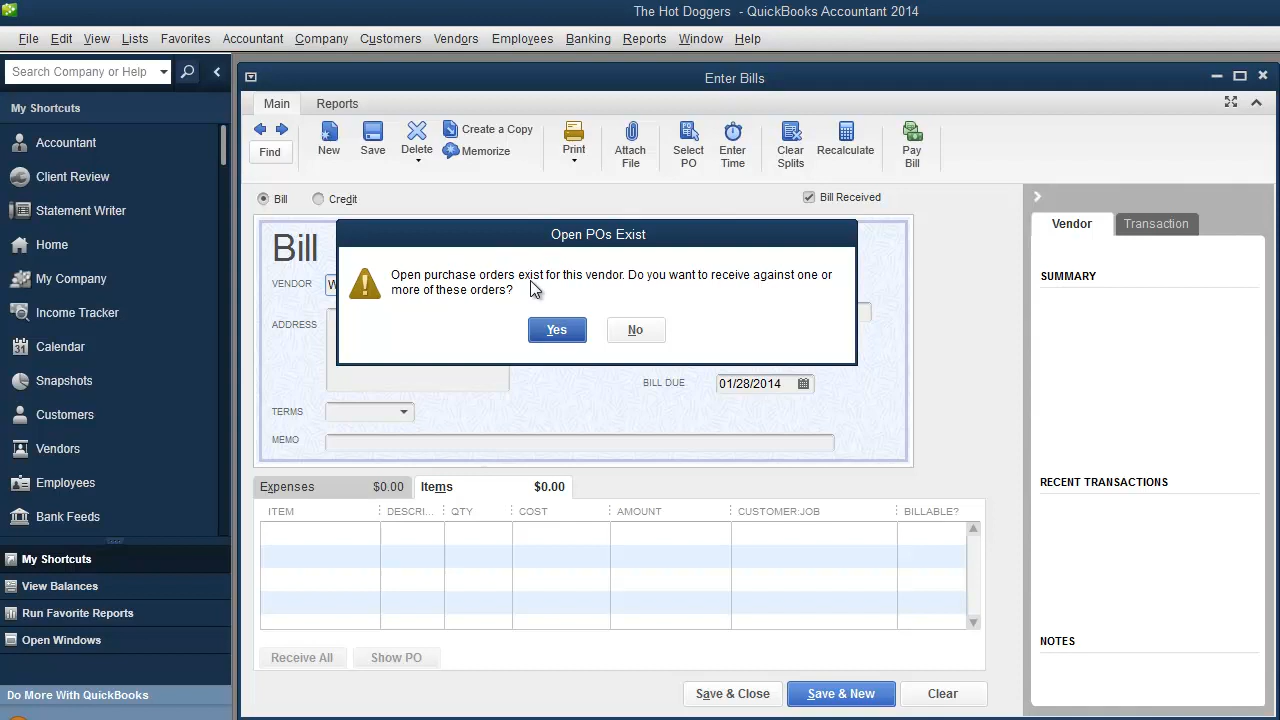 The Hot Doggers - QuickBooks Accountant 2014
File Edit View Lists Favorites Accountant Company Customers Vendors Employees Banking Reports Window Help
Search Company or Help
My Shortcuts
Accountant
Client Review
Statement Writer
Home
My Company
Income Tracker
Calendar
Snapshots
Customers
Vendors
Employees
Bank Feeds
My Shortcuts
View Balances
Run Favorite Reports
Open Windows
Do More With QuickBooks
Enter Bills
Main Reports
Find
New
Save
Delete
Create a Copy
Memorize
Print
Attach
File
Select
PO
Enter
Time
Clear
Splits
Recalculate
Pay
Bill
Bill Credit
Bill Received
Bill
VENDOR W
ADDRESS
Open POs Exist
Open purchase orders exist for this vendor. Do you want to receive against one or
more of these orders?
Yes No
BILL DUE 01/28/2014
TERMS
MEMO
Expenses $0.00 Items $0.00
ITEM DESCRI... QTY COST AMOUNT CUSTOMER:JOB BILLABLE?
Receive All Show PO
Save & Close Save & New Clear
Vendor Transaction
SUMMARY
RECENT TRANSACTIONS
NOTES